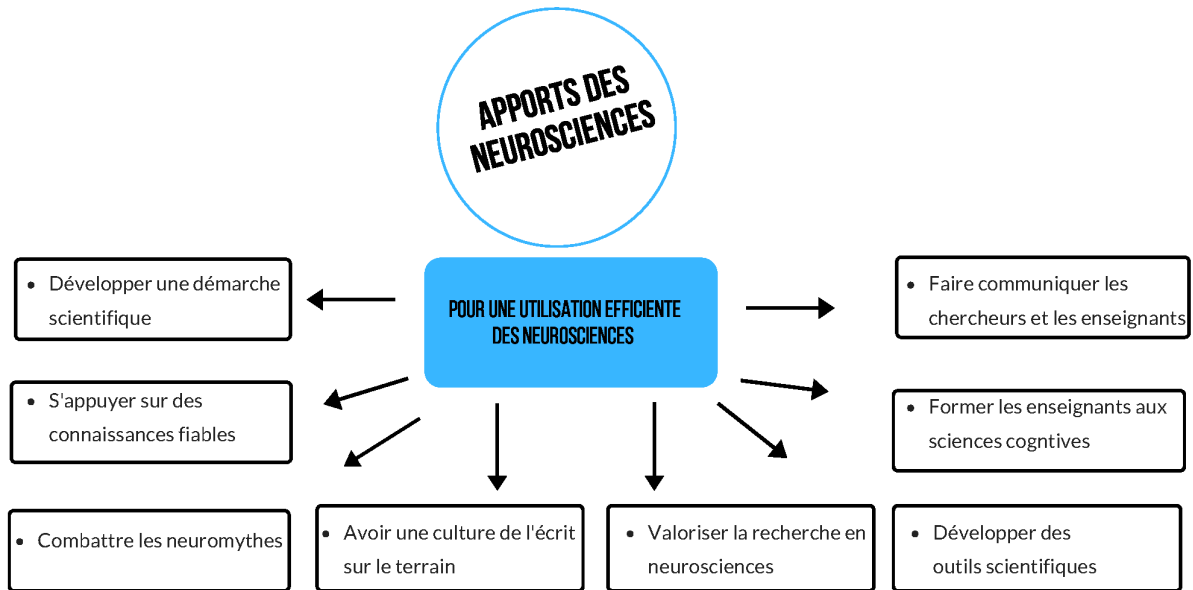 APPORTS DES
NEUROSCIENCES
POUR UNE UTILISATION EFFICIENTE
DES NEUROSCIENCES
• Développer une démarche
scientifique
• S'appuyer sur des
connaissances fiables
• Combattre les neuromythes
• Avoir une culture de l'écrit
sur le terrain
• Valoriser la recherche en
neurosciences
• Faire communiquer les
chercheurs et les enseignants
• Former les enseignants aux
sciences cogntives
• Développer des
outils scientifiques